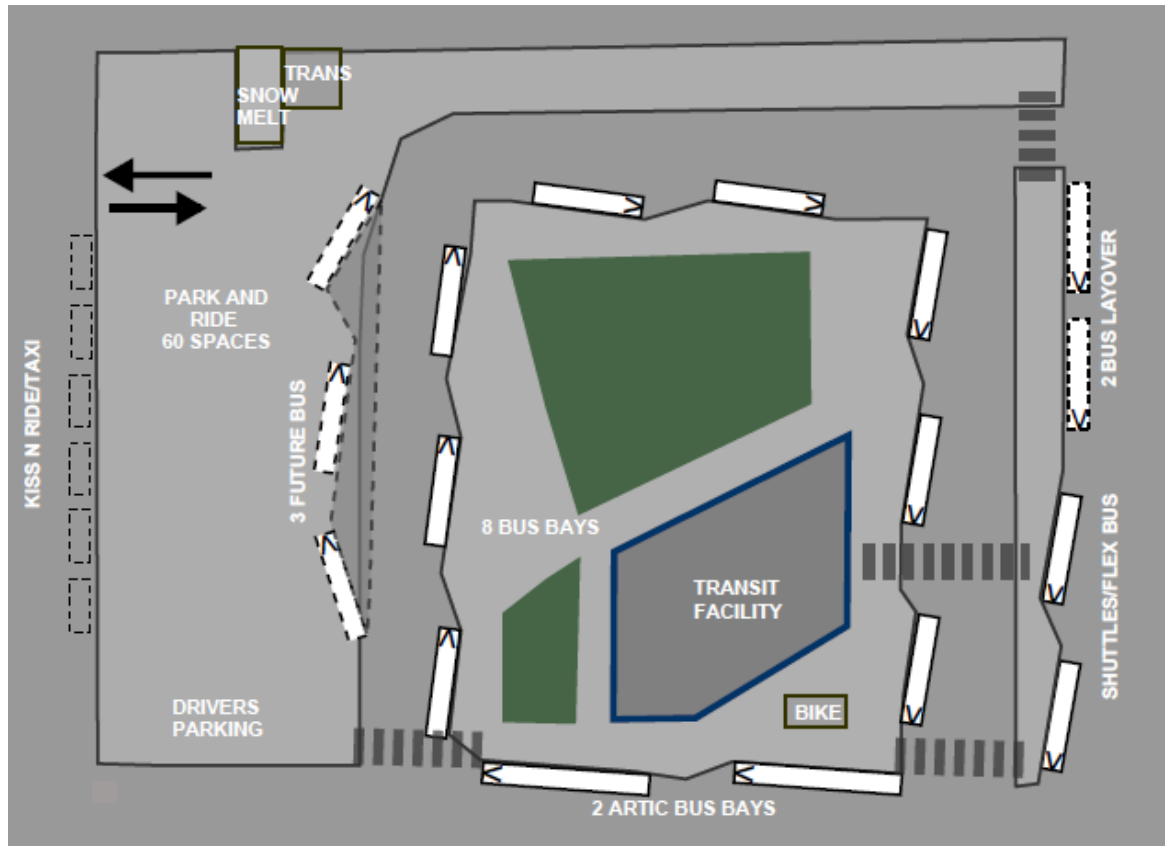 TRANS
SNOW
MELT
PARK AND
RIDE
60 SPACES
KISS N RIDE/TAXI
3 FUTURE BUS
8 BUS BAYS
TRANSIT
FACILITY
2 BUS LAYOVER
SHUTTLES/FLEX BUS
DRIVERS
PARKING
BIKE
2 ARTIC BUS BAYS